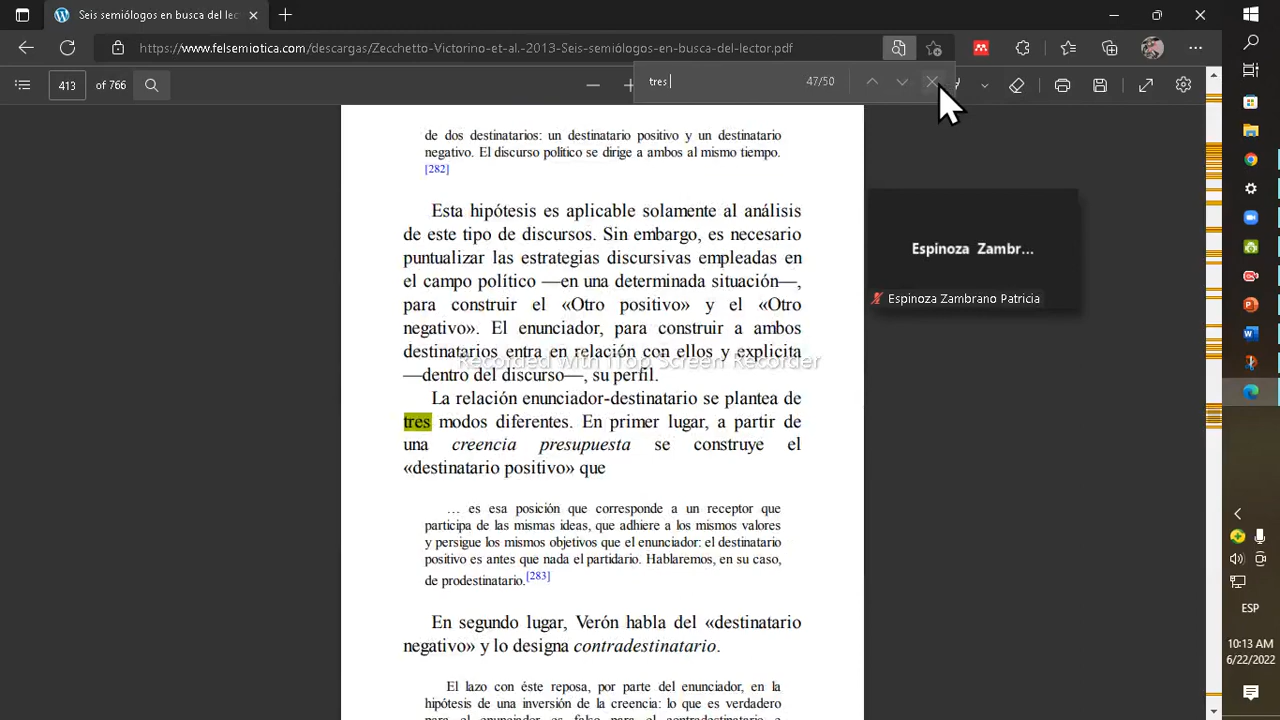 Seis semiólogos en busca del lec
https://www.felsemiotica.com/descargas/Zecchetto-Victorino-et-al.-2013-Seis-semiólogos-en-busca-del-lector.pdf
413 de 766
tres
47/50
de dos destinatarios: un destinatario positivo y un destinatario
negativo. El discurso político se dirige a ambos al mismo tiempo.
[282]
Esta hipótesis es aplicable solamente al análisis
de este tipo de discursos. Sin embargo, es necesario
puntualizar las estrategias discursivas empleadas en
el campo político —en una determinada situación—,
para construir el «Otro positivo» y el «Otro
negativo». El enunciador, para construir a ambos
destinatarios entra en relación con ellos y explicita
Recorded with iTop Screen Recorder
—dentro del discurso—, su perfil.
La relación enunciador-destinatario se plantea de
tres modos diferentes. En primer lugar, a partir de
una creencia presupuesta se construye el
«destinatario positivo» que
… es esa posición que corresponde a un receptor que
participa de las mismas ideas, que adhiere a los mismos valores
y persigue los mismos objetivos que el enunciador: el destinatario
positivo es antes que nada el partidario. Hablaremos, en su caso,
de prodestinatario.[283]
En segundo lugar, Verón habla del «destinatario
negativo» y lo designa contradestinatario.
El lazo con éste reposa, por parte del enunciador, en la
hipótesis de una inversión de la creencia: lo que es verdadero
para el enunciador es falso para el contradestinatario e
Espinoza Zambr...
Espinoza Zambrano Patricia
ESP
10:13 AM
6/22/2022